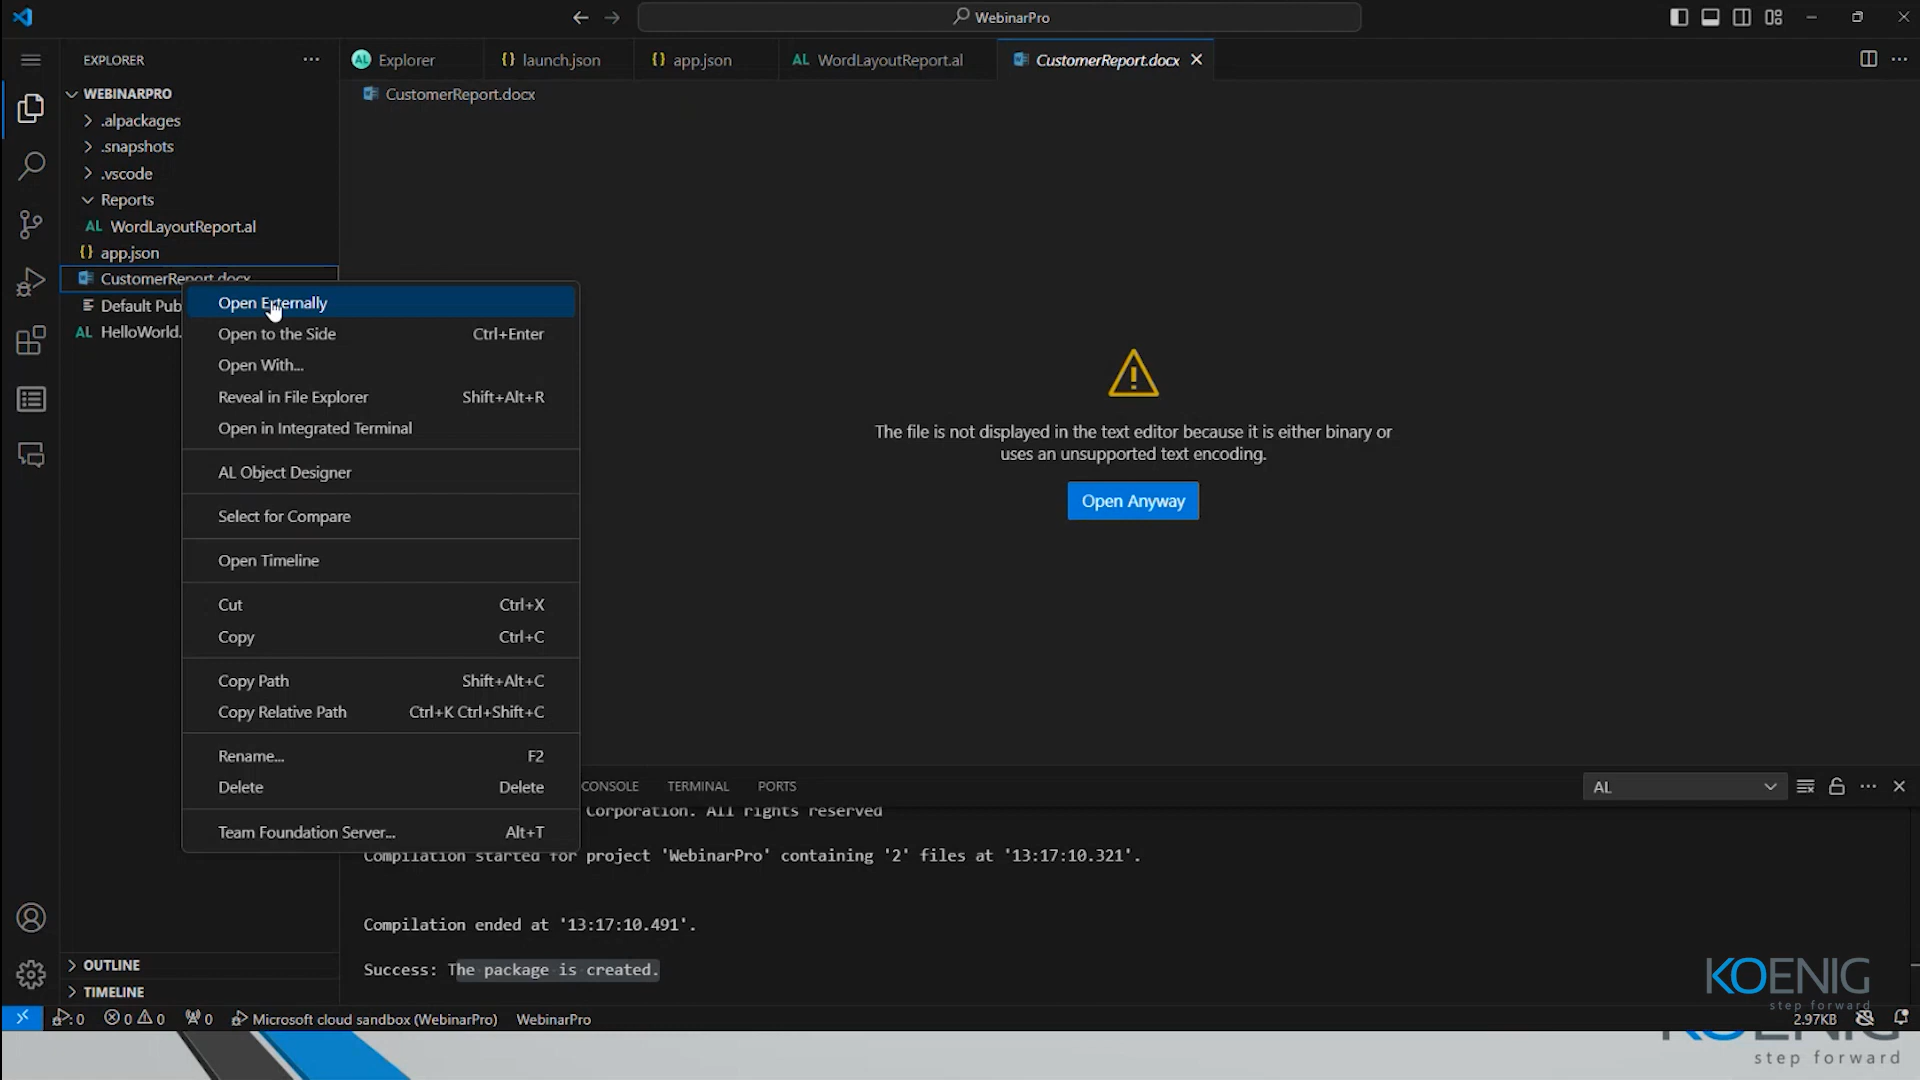 WebinarPro
EXPLORER
AL Explorer
{} launch.json
{} app.json
AL WordLayoutReport.al
CustomerReport.docx
WEBINARPRO
CustomerReport.docx
.alpackages
.snapshots
.vscode
Reports
AL WordLayoutReport.al
{} app.json
CustomerReport.docx
Default Pub
AL HelloWorld.
Open Externally
Open to the Side Ctrl+Enter
Open With...
Reveal in File Explorer Shift+Alt+R
Open in Integrated Terminal
AL Object Designer
Select for Compare
Open Timeline
Cut Ctrl+X
Copy Ctrl+C
Copy Path Shift+Alt+C
Copy Relative Path Ctrl+K Ctrl+Shift+C
Rename... F2
Delete Delete
Team Foundation Server... Alt+T
The file is not displayed in the text editor because it is either binary or
uses an unsupported text encoding.
Open Anyway
CONSOLE TERMINAL PORTS
AL
Corporation. All rights reserved
Compilation started for project 'WebinarPro' containing '2' files at '13:17:10.321'.
Compilation ended at '13:17:10.491'.
Success: The package is created.
OUTLINE
TIMELINE
KOENIG
step forward
0 0 0 0 Microsoft cloud sandbox (WebinarPro) WebinarPro
2.97KB
KOENIG
step forward